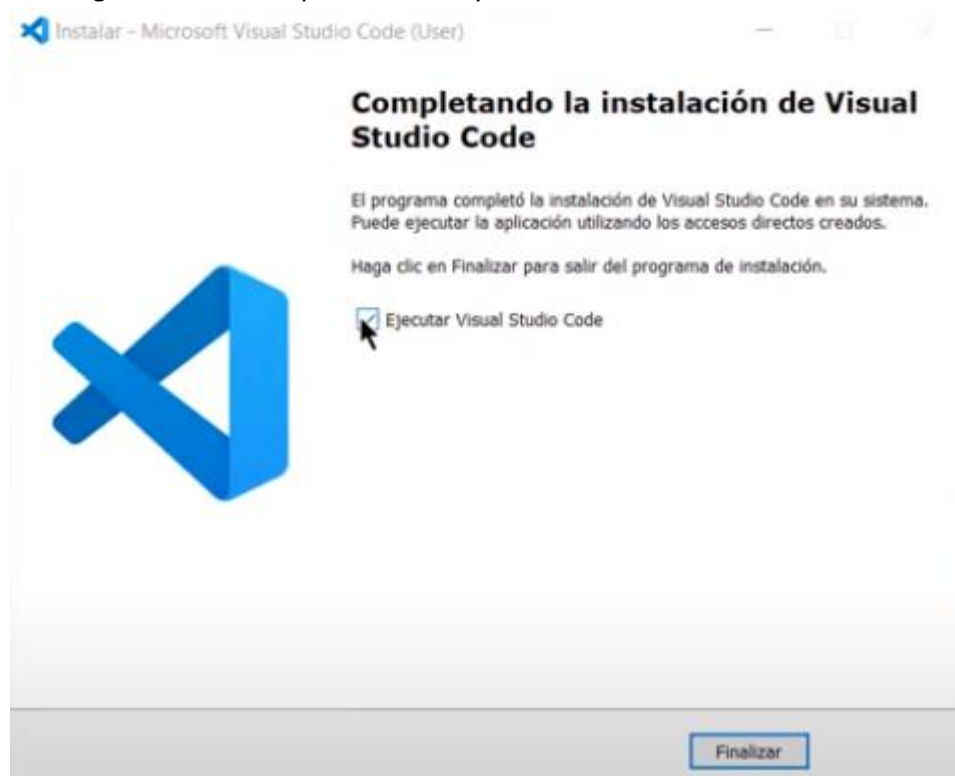 Instalar - Microsoft Visual Studio Code (User)
Completando la instalación de Visual
Studio Code
El programa completó la instalación de Visual Studio Code en su sistema.
Puede ejecutar la aplicación utilizando los accesos directos creados.
Haga clic en Finalizar para salir del programa de instalación.
Ejecutar Visual Studio Code
Finalizar